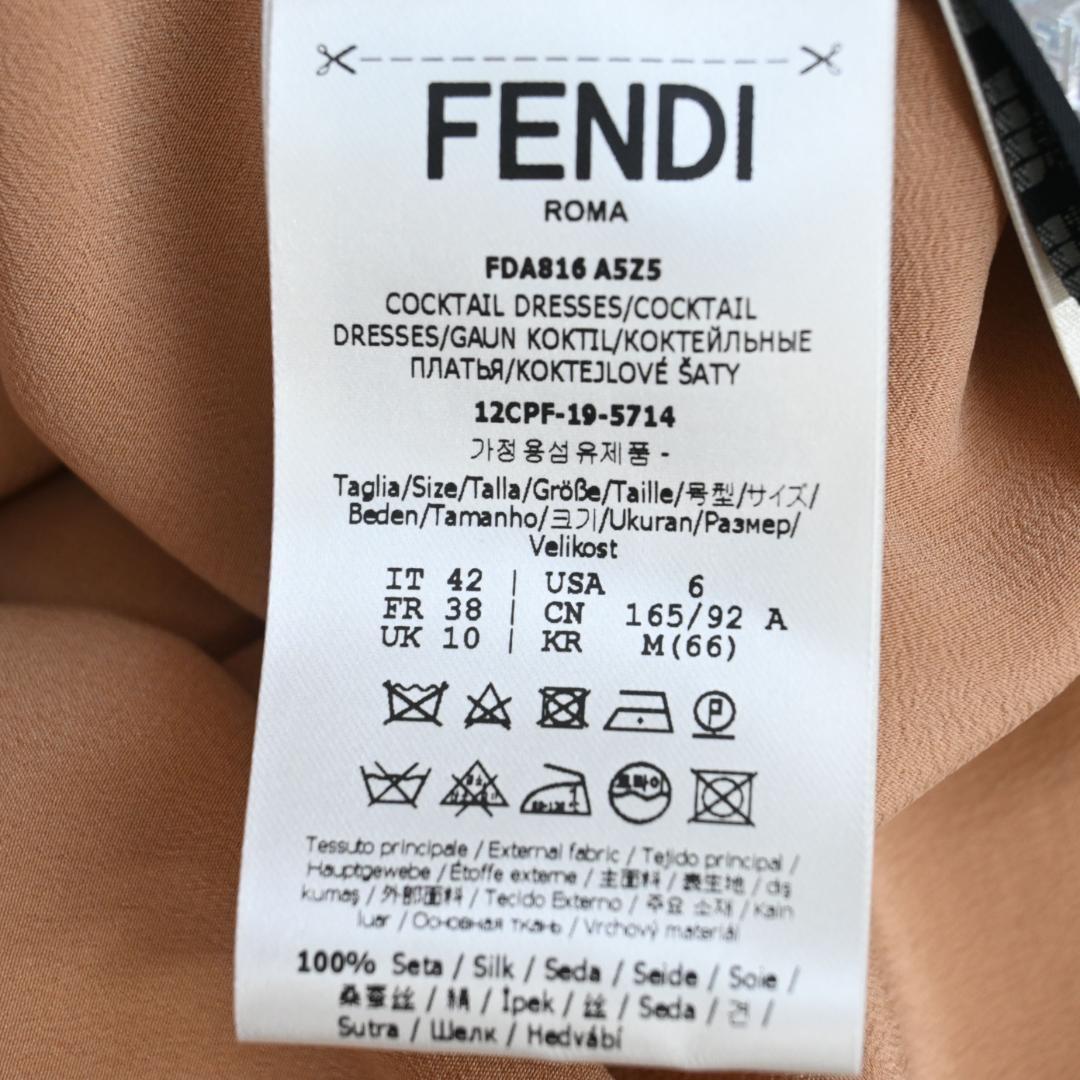 FENDI
ROMA
FDA816 A5Z5
COCKTAIL DRESSES/COCKTAIL
DRESSES/GAUN KOKTIL/КОКТЕЙЛЬНЫЕ
ПЛАТЬЯ/KOKTEJLOVÉ ŠATY
12CPF-19-5714
가정용섬유제품 -
Taglia/Size/Talla/Größe/Taille/号型/サイズ/
Beden/Tamanho/크기/Ukuran/Размер/
Velikost
IT 42 | USA 6
FR 38 | CN 165/92 A
UK 10 | KR M(66)
P
드라이
Tessuto principale / External fabric / Tejido principal /
Hauptgewebe / Étoffe externe / 主面料 / 表生地 / dış
kumaş / 外部面料 / Tecido Externo / 주요 소재 / Kain
luar / Основная ткань / Vrchový materiál
100% Seta / Silk / Seda / Seide / Soie /
桑蚕丝 / 絹 / İpek / 丝 / Seda / 견 /
Sutra / Шелк / Hedvábí